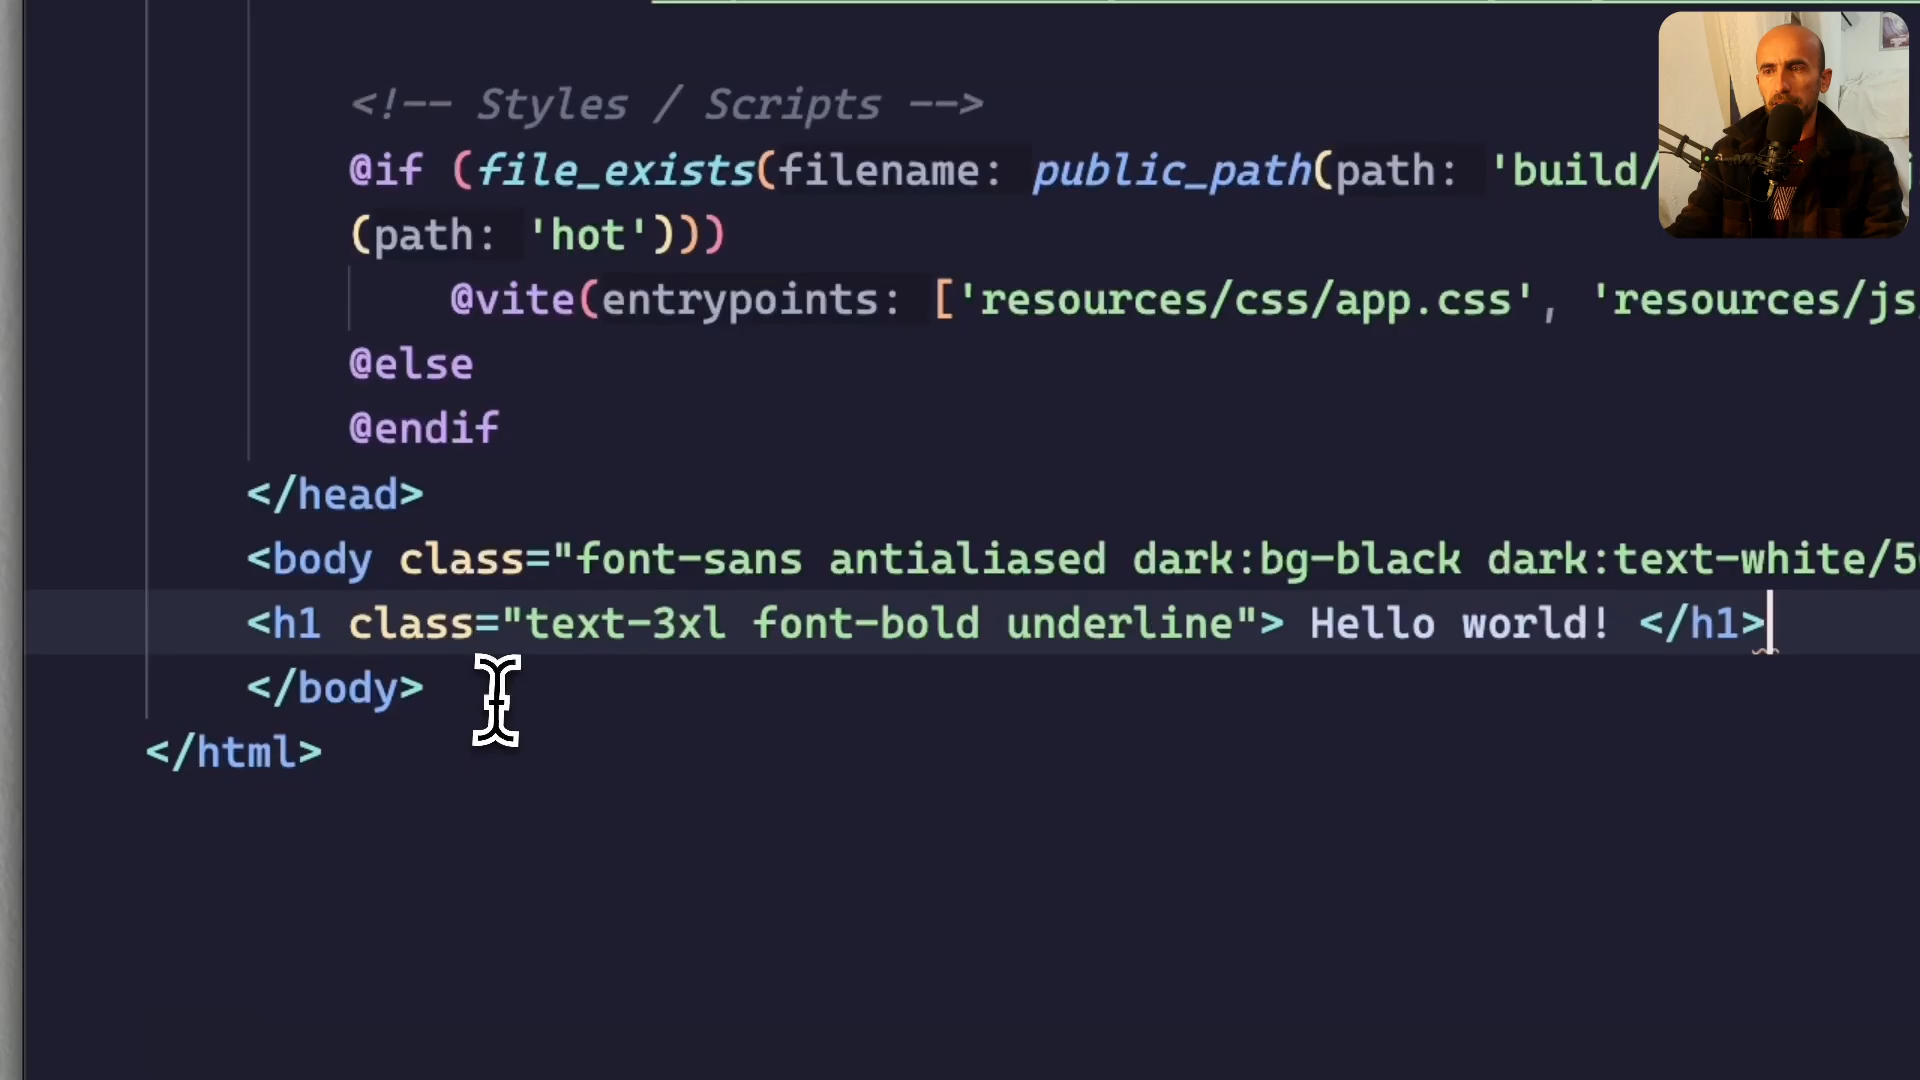 <!-- Styles / Scripts -->
@if (file_exists(filename: public_path(path: 'build/
(path: 'hot')))
@vite(entrypoints: ['resources/css/app.css', 'resources/js
@else
@endif
</head>
<body class="font-sans antialiased dark:bg-black dark:text-white/5
<h1 class="text-3xl font-bold underline"> Hello world! </h1>
</body>
</html>